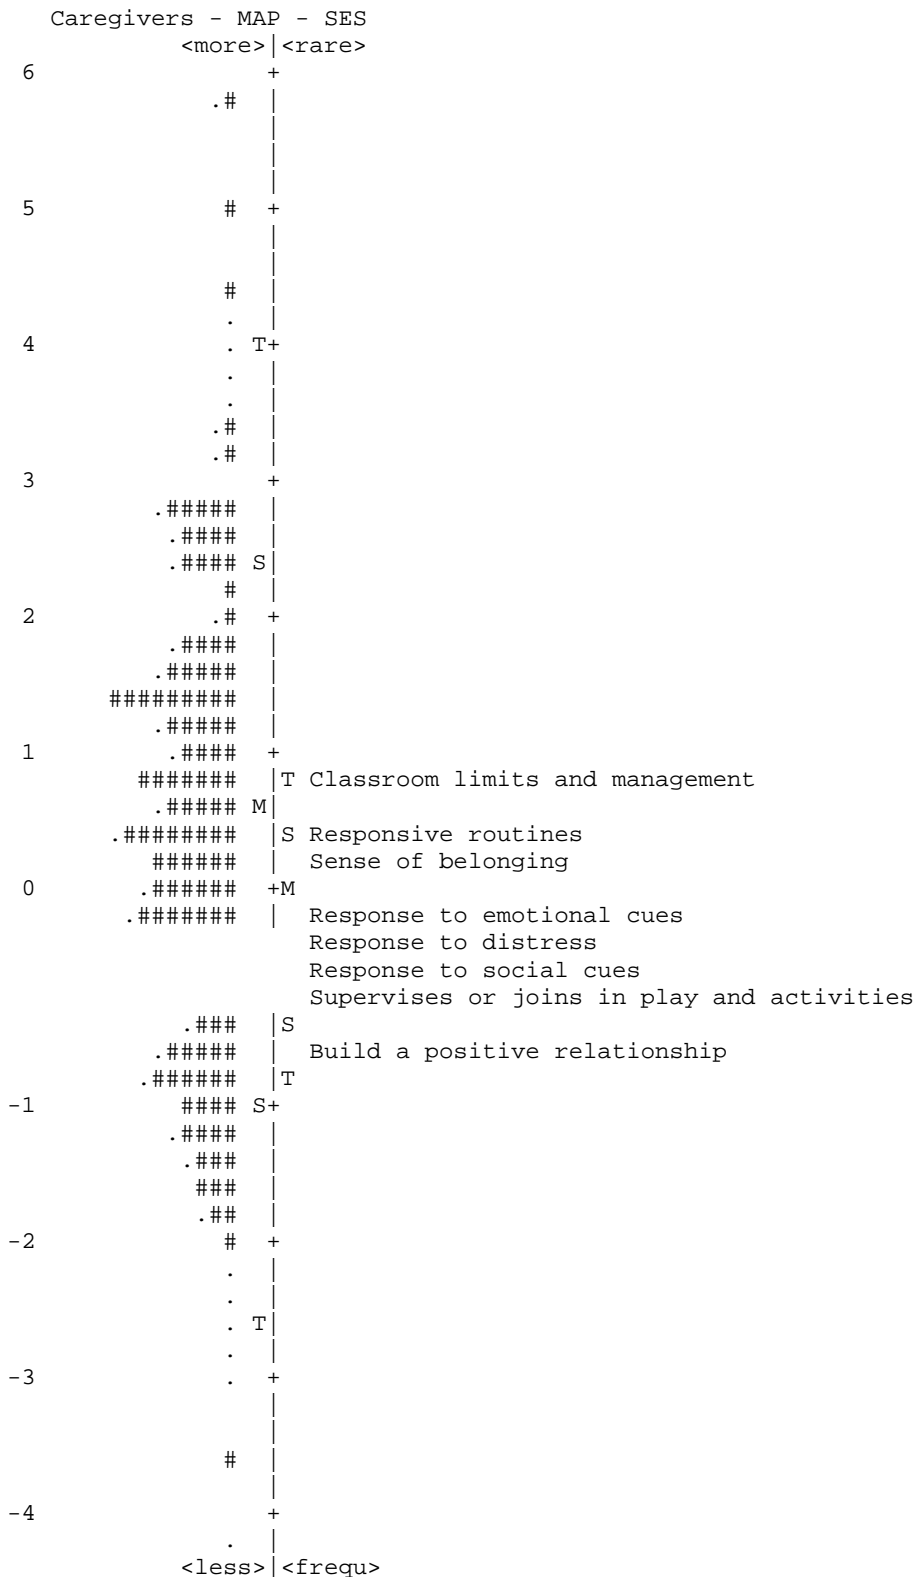 Caregivers - MAP - SES
              <more>|<rare>
  6                 +
                .#  |
                    |
                    |
                    |
  5              #  +
                    |
                    |
                 #  |
                 .  |
  4              . T+
                 .  |
                 .  |
                .#  |
                .#  |
  3                 +
            .#####  |
             .####  |
             .#### S|
                 #  |
  2             .#  +
             .####  |
            .#####  |
         #########  |
            .#####  |
  1          .####  +
           #######  |T Classroom limits and management
            .##### M|
         .########  |S Responsive routines
            ######  |  Sense of belonging
  0        .######  +M
          .#######  |  Response to emotional cues
                       Response to distress
                       Response to social cues
                       Supervises or joins in play and activities
              .###  |S
            .#####  |  Build a positive relationship
           .######  |T
 -1           #### S+
             .####  |
              .###  |
               ###  |
               .##  |
 -2              #  +
                 .  |
                 .  |
                 . T|
                 .  |
 -3              .  +
                    |
                    |
                 #  |
                    |
 -4                 +
                 .  |
              <less>|<frequ>